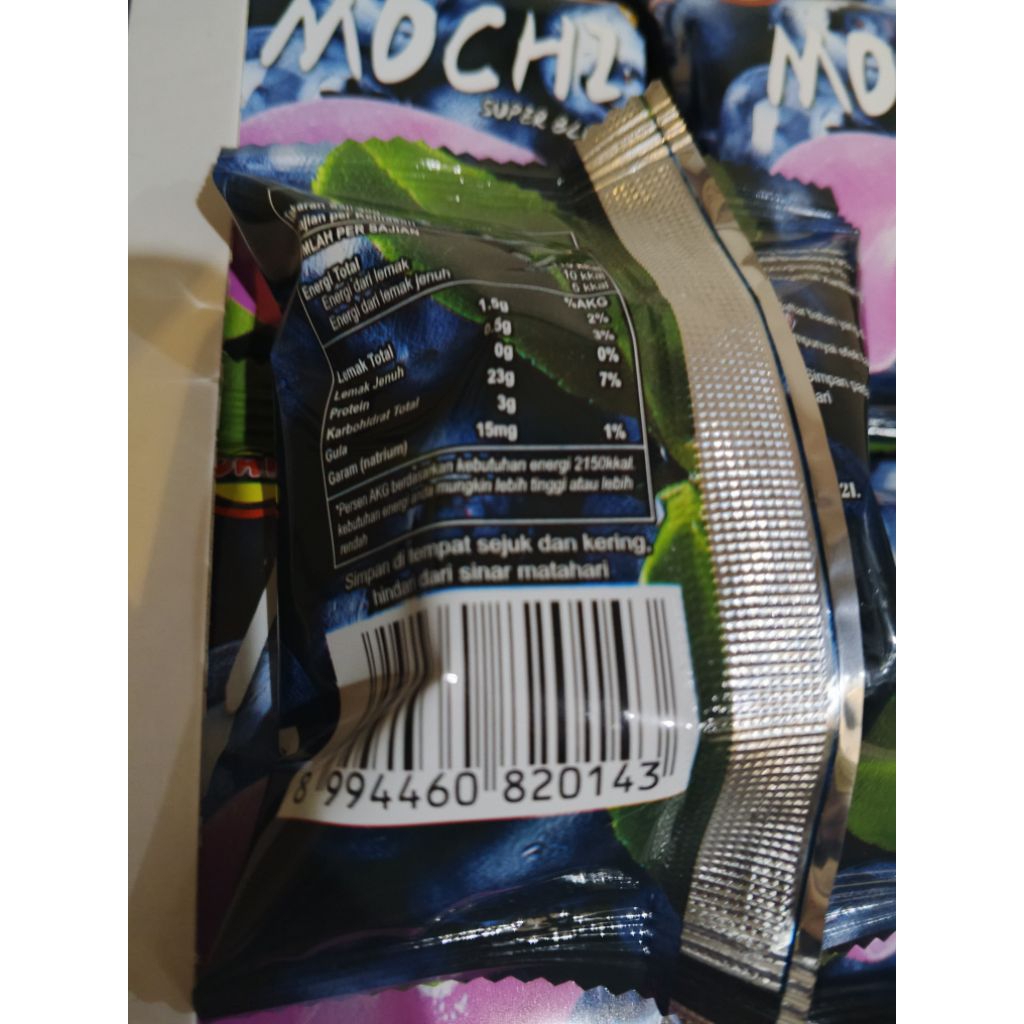 MOCHI
SUPER
MO
MLAH PER SAJIAN
Energi Total
Energi dari lemak 10 kkal
Energi dari lemak jenuh 5 kkal
%AKG
Lemak Total 1,5g 2%
Lemak Jenuh 0,5g 3%
Protein 0g 0%
Karbohidrat Total 23g 7%
Gula 3g
Garam (natrium) 15mg 1%
*Persen AKG berdasarkan kebutuhan energi 2150kkal
kebutuhan energi anda mungkin lebih tinggi atau lebih
rendah
Simpan di tempat sejuk dan kering,
hindari dari sinar matahari
8 994460 820143